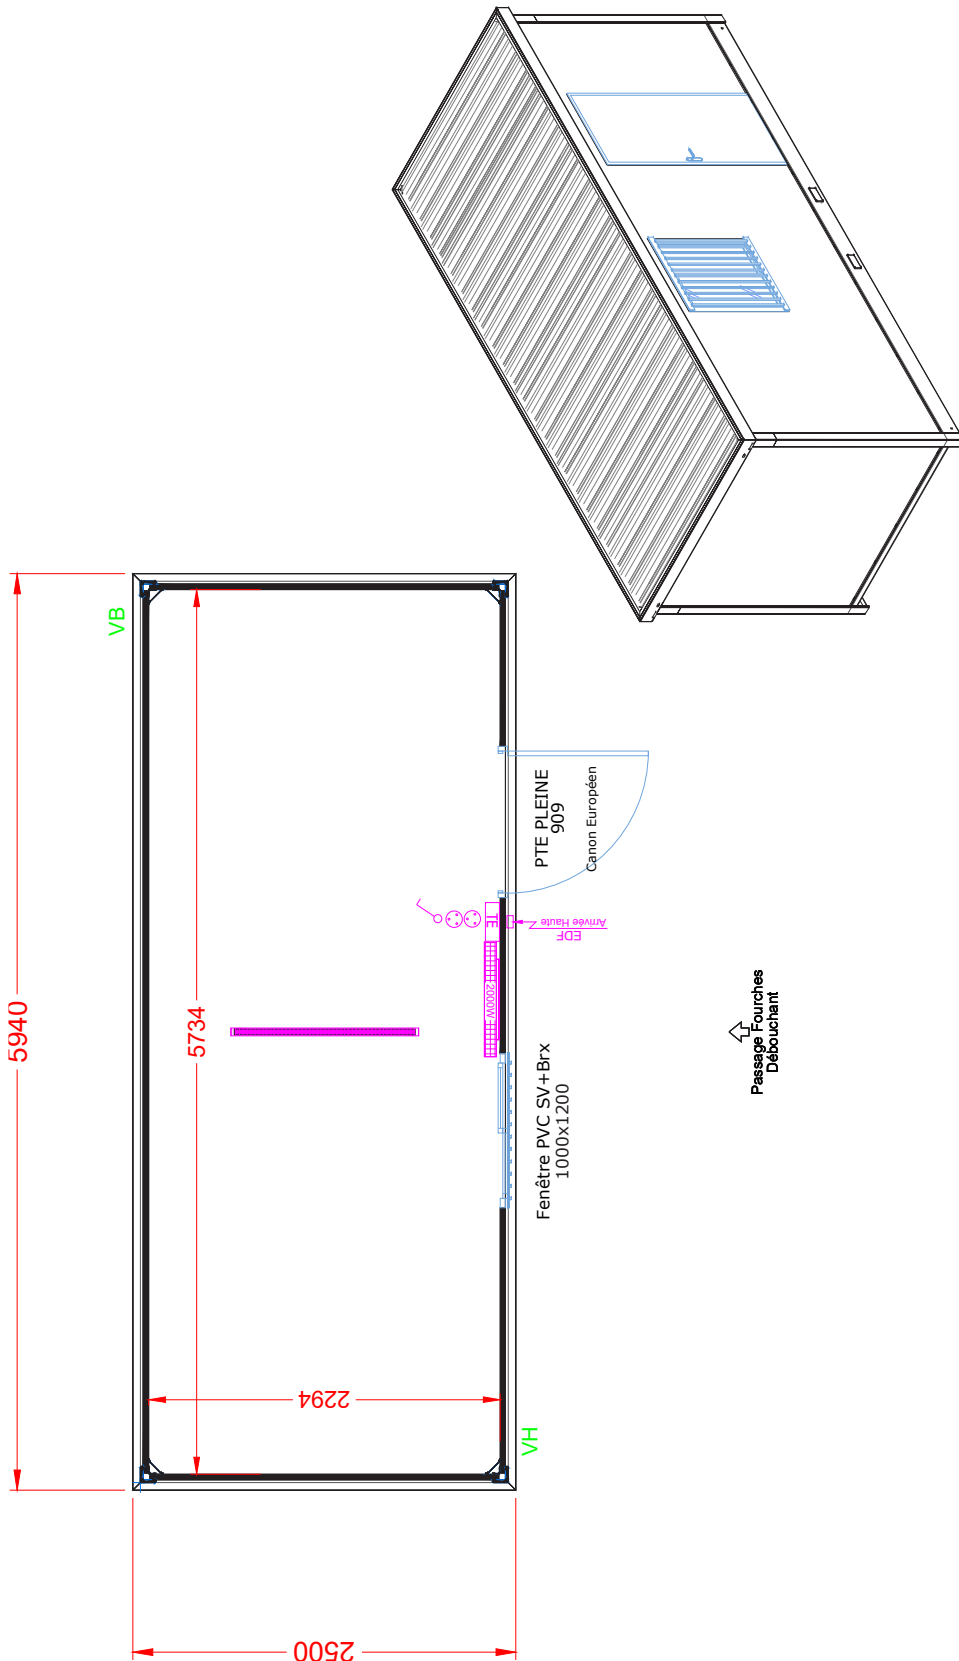 5940
VB
5734
PTE PLEINE
909
Canon Européen
TE
EDF
Arrivée Haute
2000W
Fenêtre PVC SV+Brx
1000x1200
Passage Fourches
Débouchant
2294
VH
2500